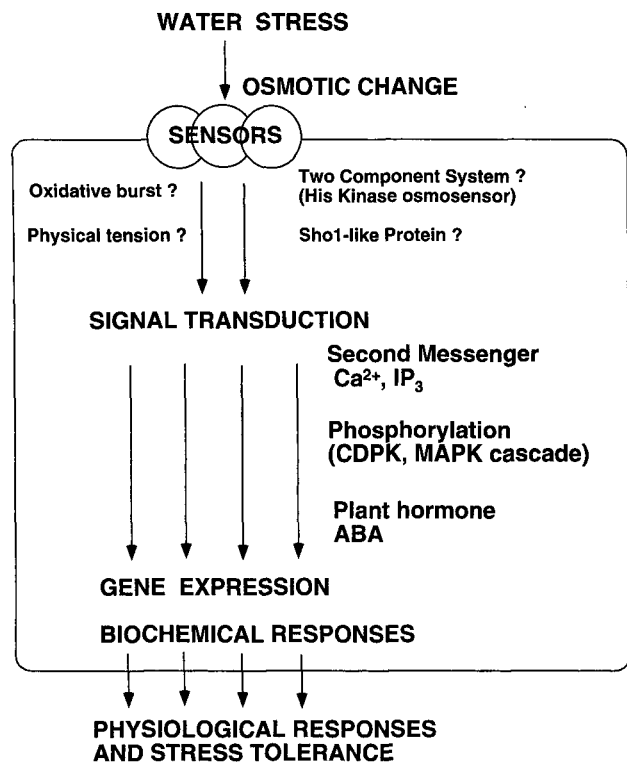 WATER STRESS
OSMOTIC CHANGE
SENSORS
Oxidative burst ?
Two Component System ?
(His Kinase osmosensor)
Physical tension ?
Sho1-like Protein ?
SIGNAL TRANSDUCTION
Second Messenger
Ca²⁺, IP₃
Phosphorylation
(CDPK, MAPK cascade)
Plant hormone
ABA
GENE EXPRESSION
BIOCHEMICAL RESPONSES
PHYSIOLOGICAL RESPONSES
AND STRESS TOLERANCE